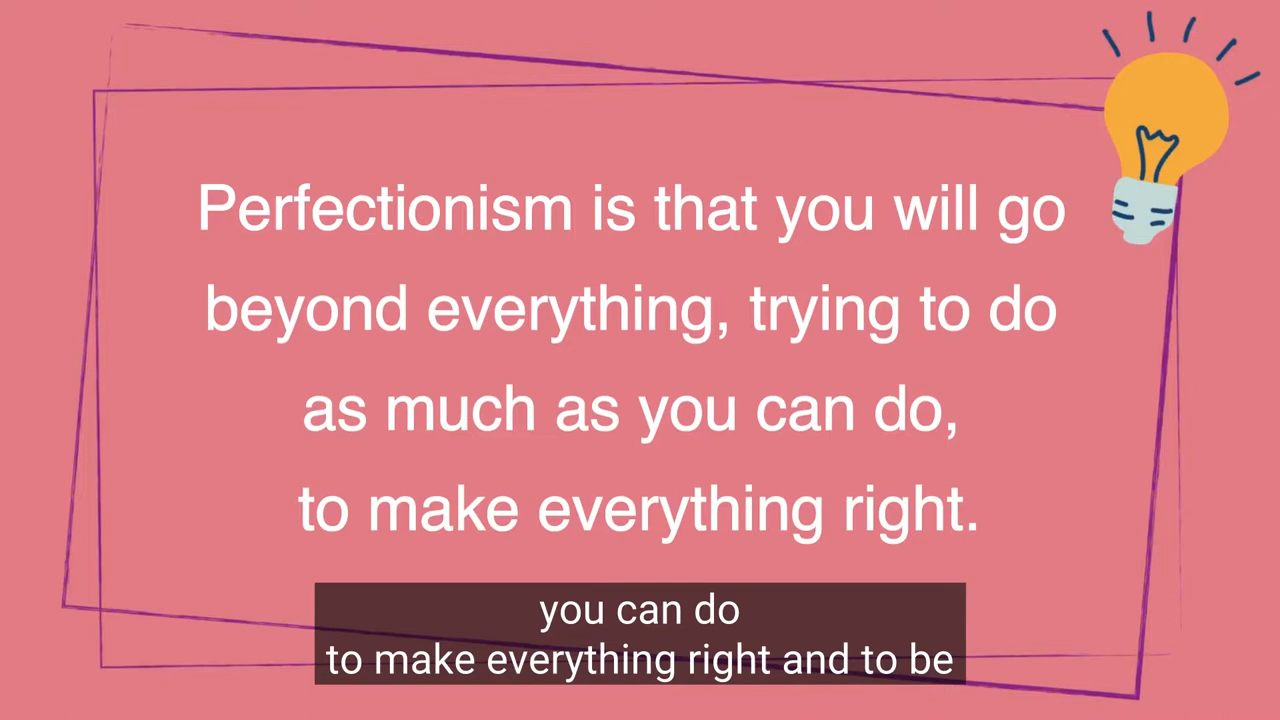 Perfectionism is that you will go
beyond everything, trying to do
as much as you can do,
to make everything right.
you can do
to make everything right and to be